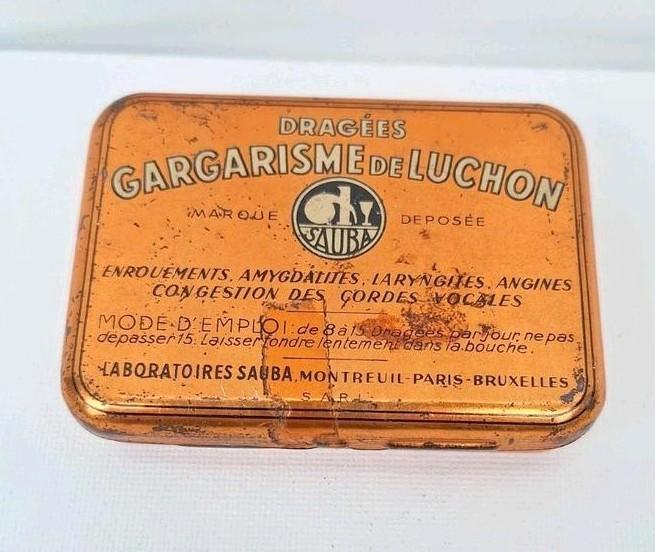 DRAGÉES
GARGARISME DE LUCHON
MARQUE DEPOSÉE
SAUBA
ENROUEMENTS, AMYGDALITES, LARYNGITES, ANGINES
CONGESTION DES CORDES VOCALES
MODE D'EMPLOI: de 8 à 15 Dragées par jour, ne pas
depasser 15. Laisser fondre lentement dans la bouche.
LABORATOIRES SAUBA, MONTREUIL-PARIS-BRUXELLES
S.A.R.L.